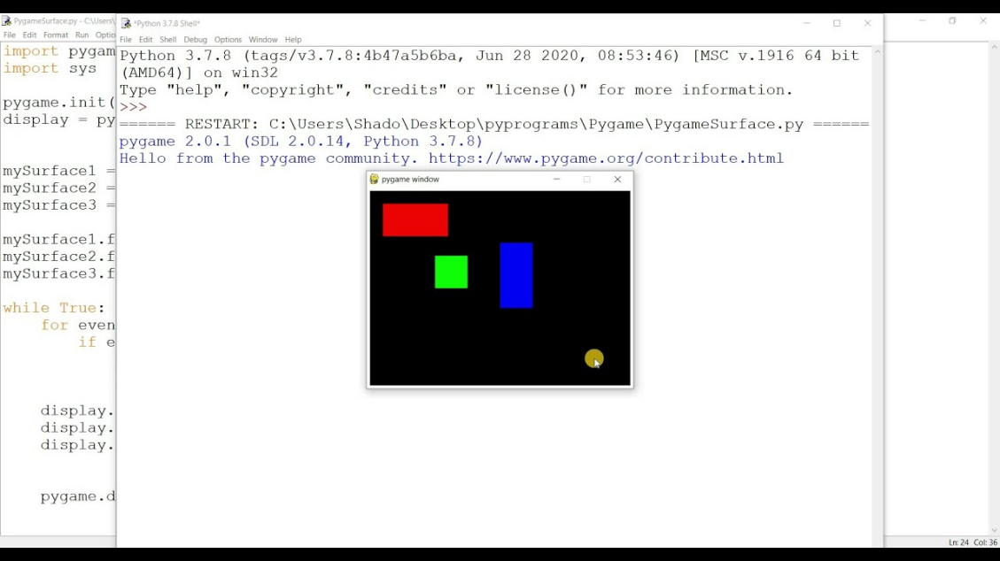 PygameSurface.py - C:\Users\
File Edit Format Run Optio
import pygam
import sys
pygame.init(
display = py
mySurface1 =
mySurface2 =
mySurface3 =
mySurface1.f
mySurface2.f
mySurface3.f
while True:
for even
if e
display.
display.
display.
pygame.d
*Python 3.7.8 Shell*
File Edit Shell Debug Options Window Help
Python 3.7.8 (tags/v3.7.8:4b47a5b6ba, Jun 28 2020, 08:53:46) [MSC v.1916 64 bit
(AMD64)] on win32
Type "help", "copyright", "credits" or "license()" for more information.
>>>
====== RESTART: C:\Users\Shado\Desktop\pyprograms\Pygame\PygameSurface.py ======
pygame 2.0.1 (SDL 2.0.14, Python 3.7.8)
Hello from the pygame community. https://www.pygame.org/contribute.html
pygame window
Ln: 24 Col: 36